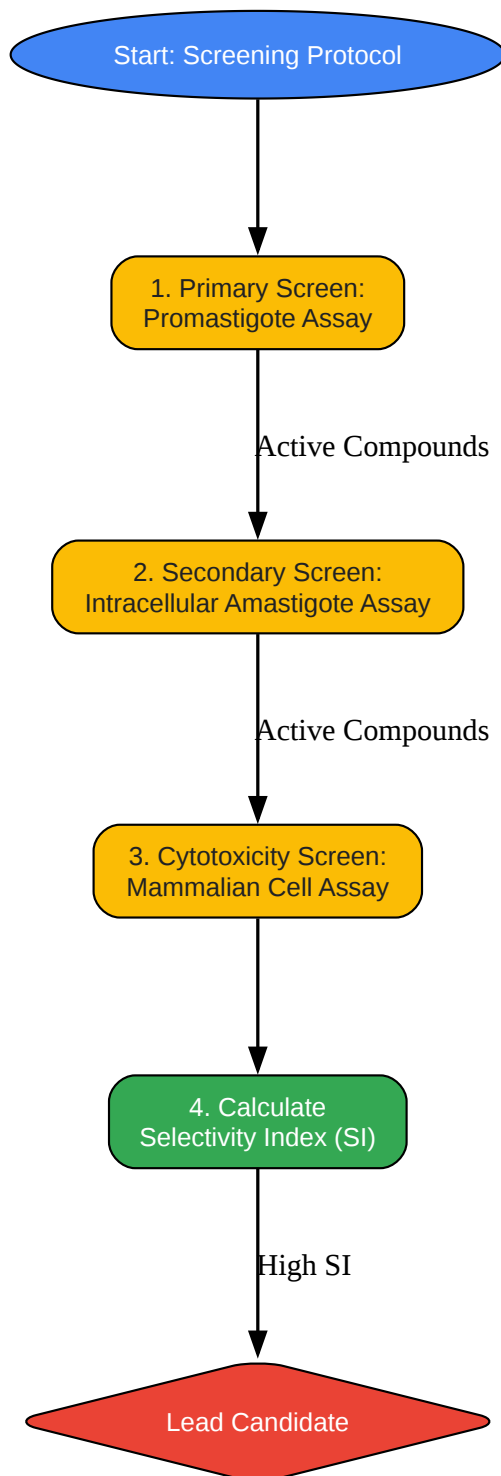 Start: Screening Protocol
1. Primary Screen:
Promastigote Assay
Active Compounds
2. Secondary Screen:
Intracellular Amastigote Assay
Active Compounds
3. Cytotoxicity Screen:
Mammalian Cell Assay
4. Calculate
Selectivity Index (SI)
High SI
Lead Candidate